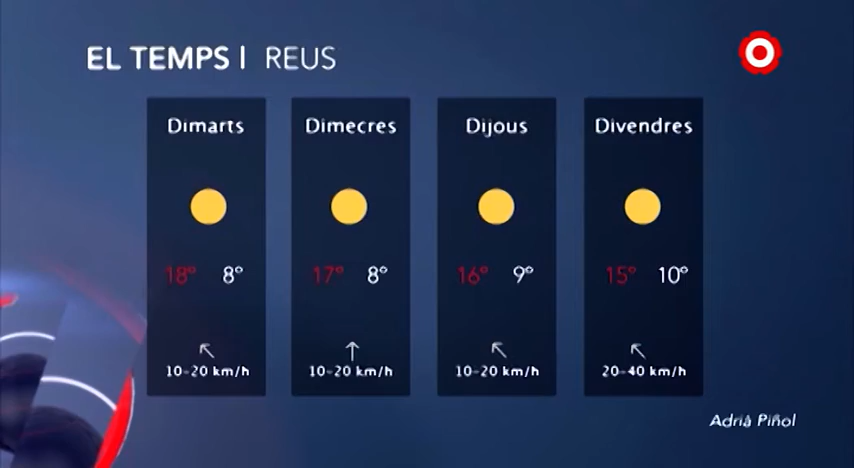 EL TEMPS | REUS
Dimarts
18° 8°
10-20 km/h
Dimecres
17° 8°
10-20 km/h
Dijous
16° 9°
10-20 km/h
Divendres
15° 10°
20-40 km/h
Adrià Piñol